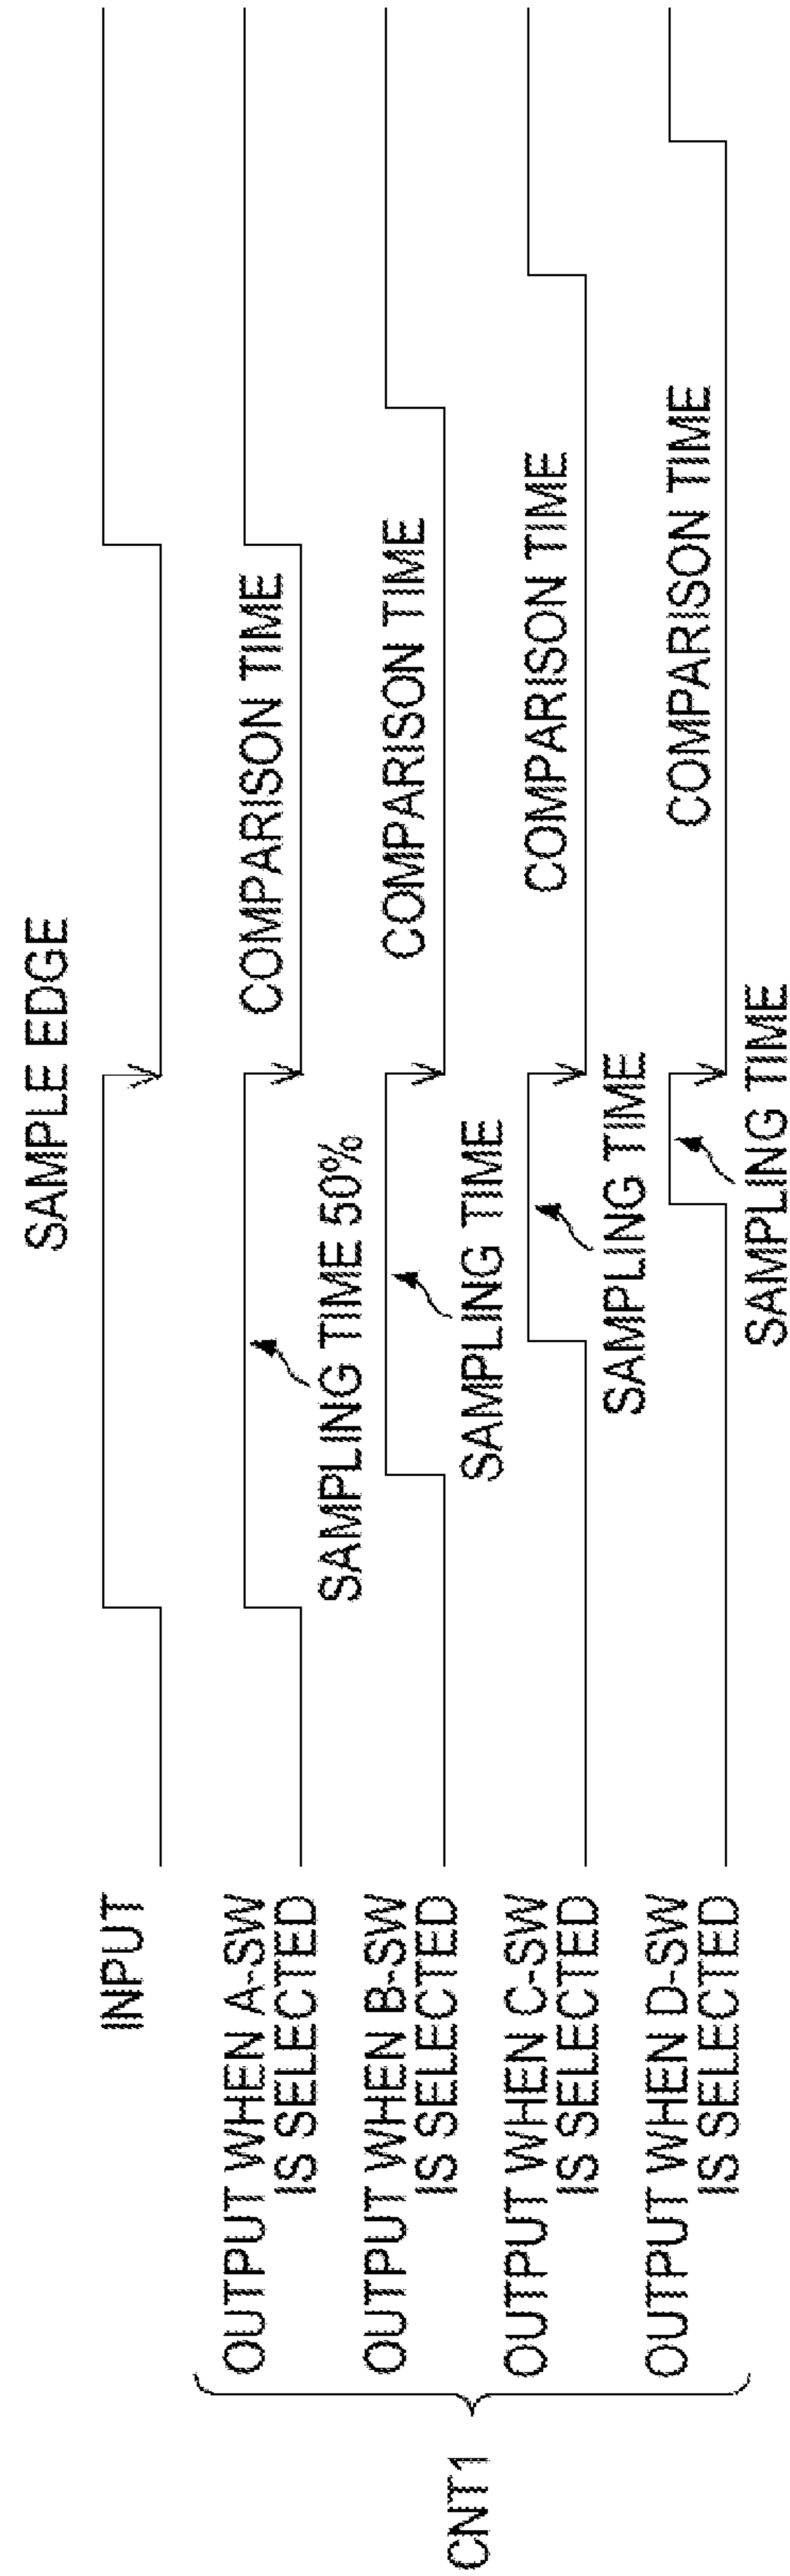 SAMPLE EDGE
INPUT
OUTPUT WHEN A-SW
IS SELECTED
SAMPLING TIME 50%
COMPARISON TIME
OUTPUT WHEN B-SW
IS SELECTED
SAMPLING TIME
COMPARISON TIME
OUTPUT WHEN C-SW
IS SELECTED
SAMPLING TIME
COMPARISON TIME
OUTPUT WHEN D-SW
IS SELECTED
SAMPLING TIME
COMPARISON TIME
CNT1